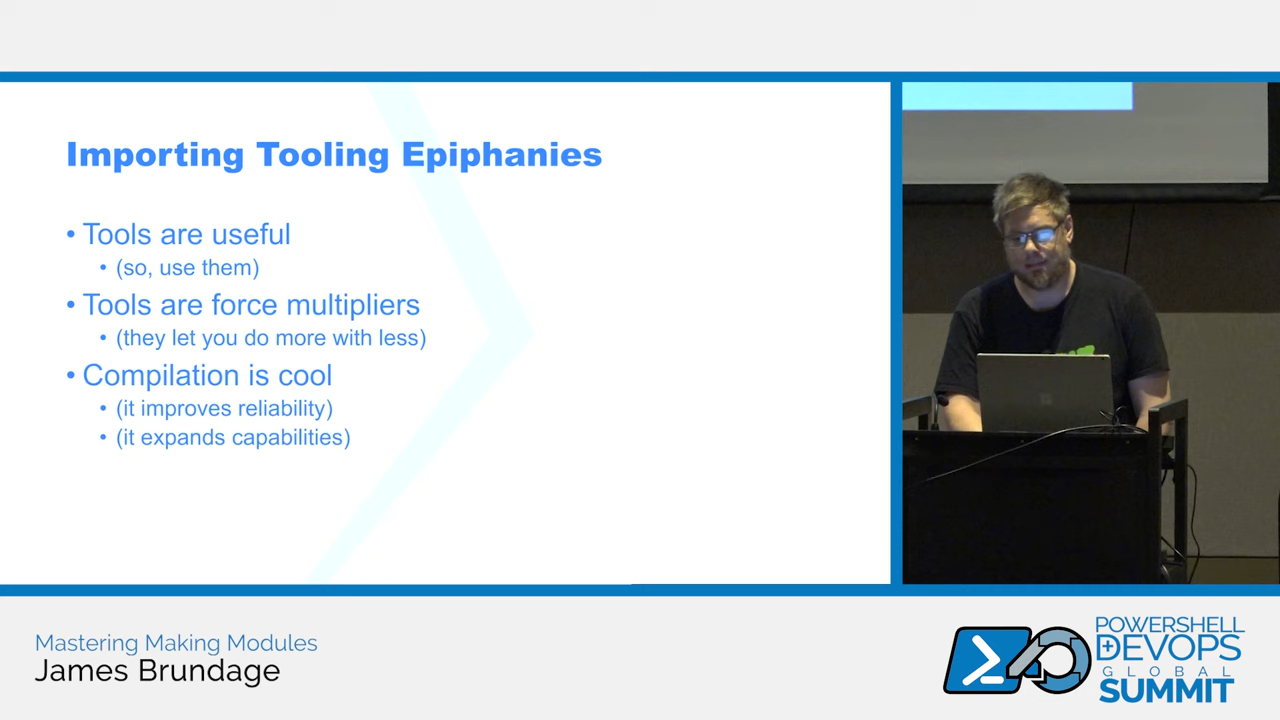 Importing Tooling Epiphanies
• Tools are useful
• (so, use them)
• Tools are force multipliers
• (they let you do more with less)
• Compilation is cool
• (it improves reliability)
• (it expands capabilities)
Mastering Making Modules
James Brundage
POWERSHELL
DEVOPS
GLOBAL
SUMMIT